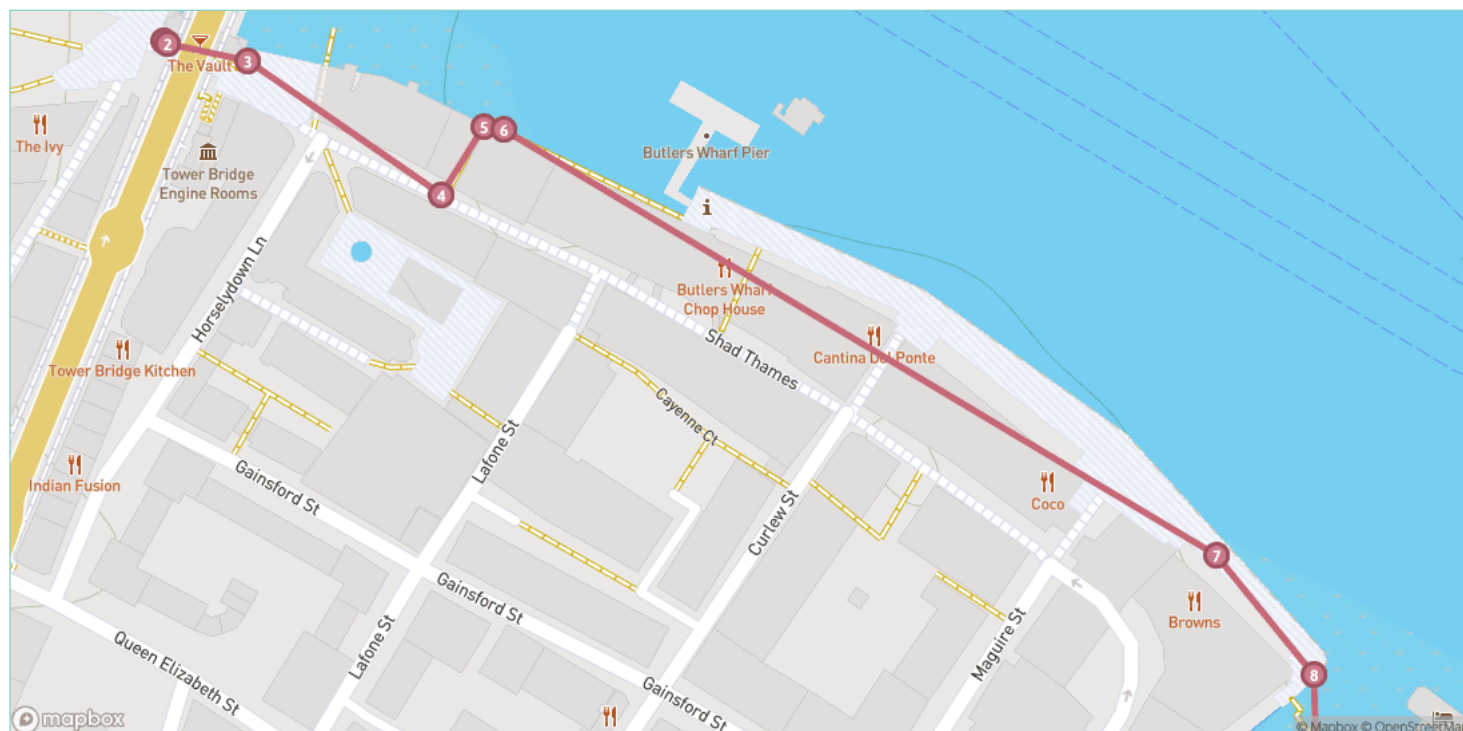 2
3
The Vault
The Ivy
Tower Bridge
Engine Rooms
4
5
6
Butlers Wharf Pier
i
Horselydown Ln
Butlers Wharf
Chop House
Shad Thames
Cantina Del Ponte
Tower Bridge Kitchen
Cayenne Ct
Lafone St
Indian Fusion
Gainsford St
Curlew St
Coco
7
Gainsford St
Browns
Maguire St
Lafone St
Queen Elizabeth St
Gainsford St
8
mapbox
© Mapbox © OpenStreetMap